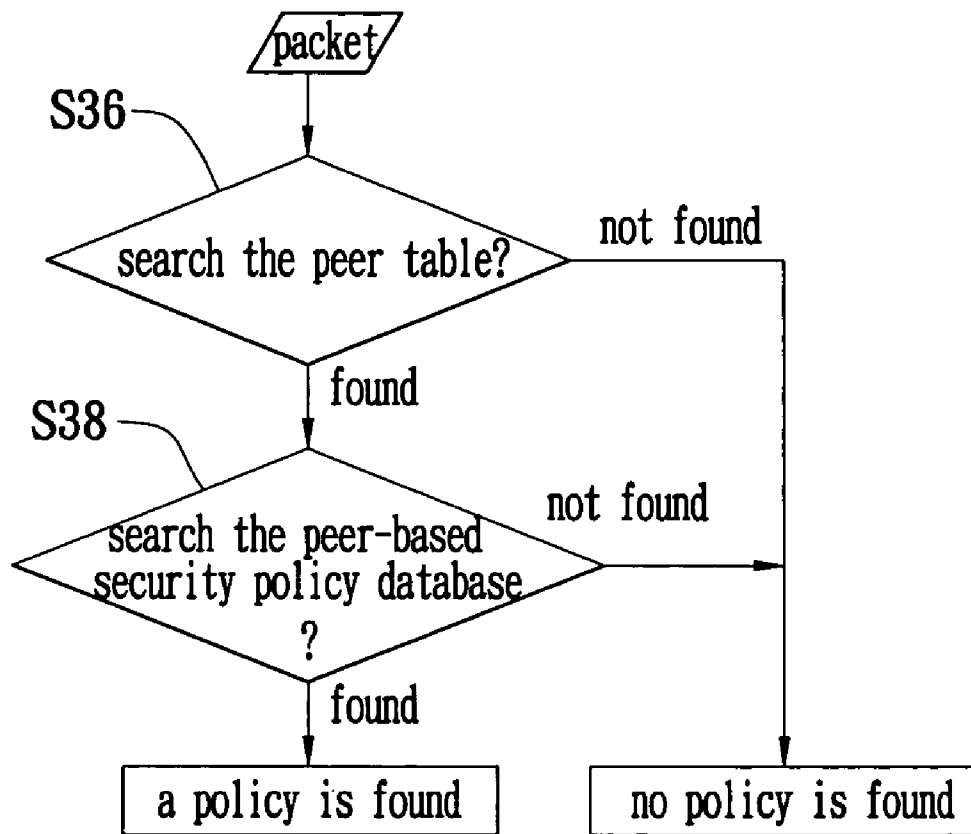 packet
S36
search the peer table?
not found
found
S38
search the peer-based
security policy database
?
not found
found
a policy is found
no policy is found